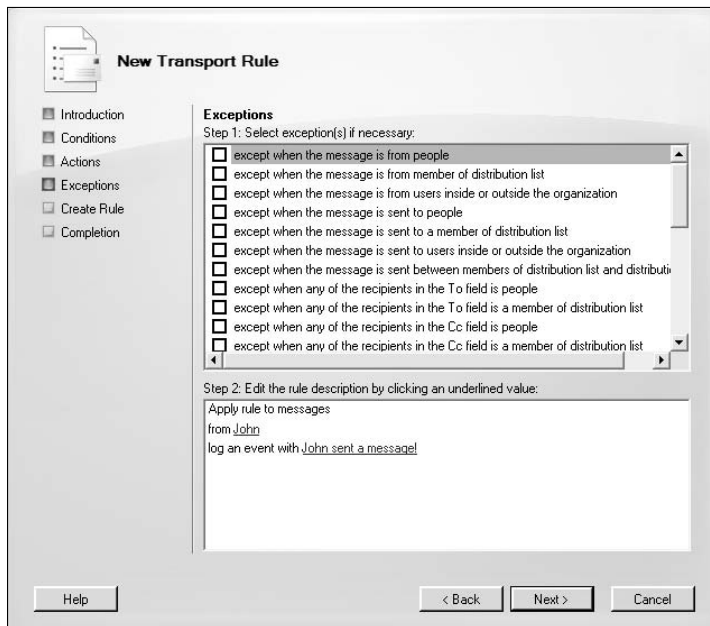 New Transport Rule
Introduction
Conditions
Actions
Exceptions
Create Rule
Completion
Exceptions
Step 1: Select exception(s) if necessary:
except when the message is from people
except when the message is from member of distribution list
except when the message is from users inside or outside the organization
except when the message is sent to people
except when the message is sent to a member of distribution list
except when the message is sent to users inside or outside the organization
except when the message is sent between members of distribution list and distributi
except when any of the recipients in the To field is people
except when any of the recipients in the To field is a member of distribution list
except when any of the recipients in the Cc field is people
except when any of the recipients in the Cc field is a member of distribution list
Step 2: Edit the rule description by clicking an underlined value:
Apply rule to messages
from John
log an event with John sent a message!
Help
< Back
Next >
Cancel